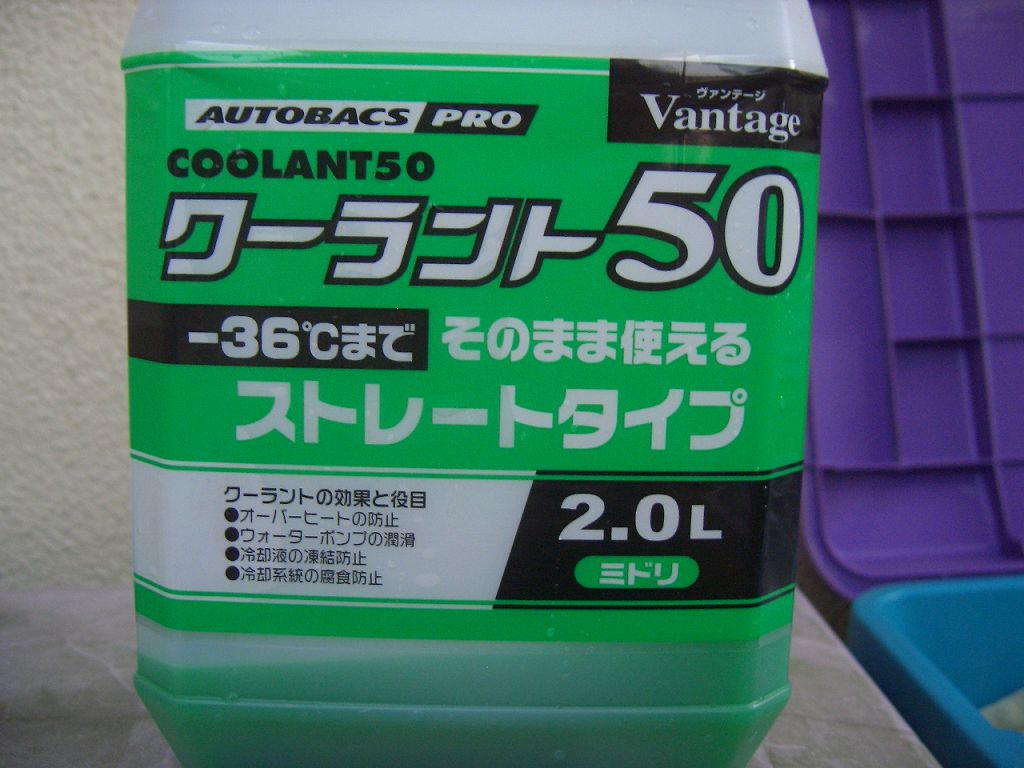 AUTOBACS PRO
ヴァンテージ
Vantage
COOLANT50
クーラント50
-36℃まで そのまま使える
ストレートタイプ
クーラントの効果と役目
●オーバーヒートの防止
●ウォーターポンプの潤滑
●冷却液の凍結防止
●冷却系統の腐食防止
2.0L
ミドリ